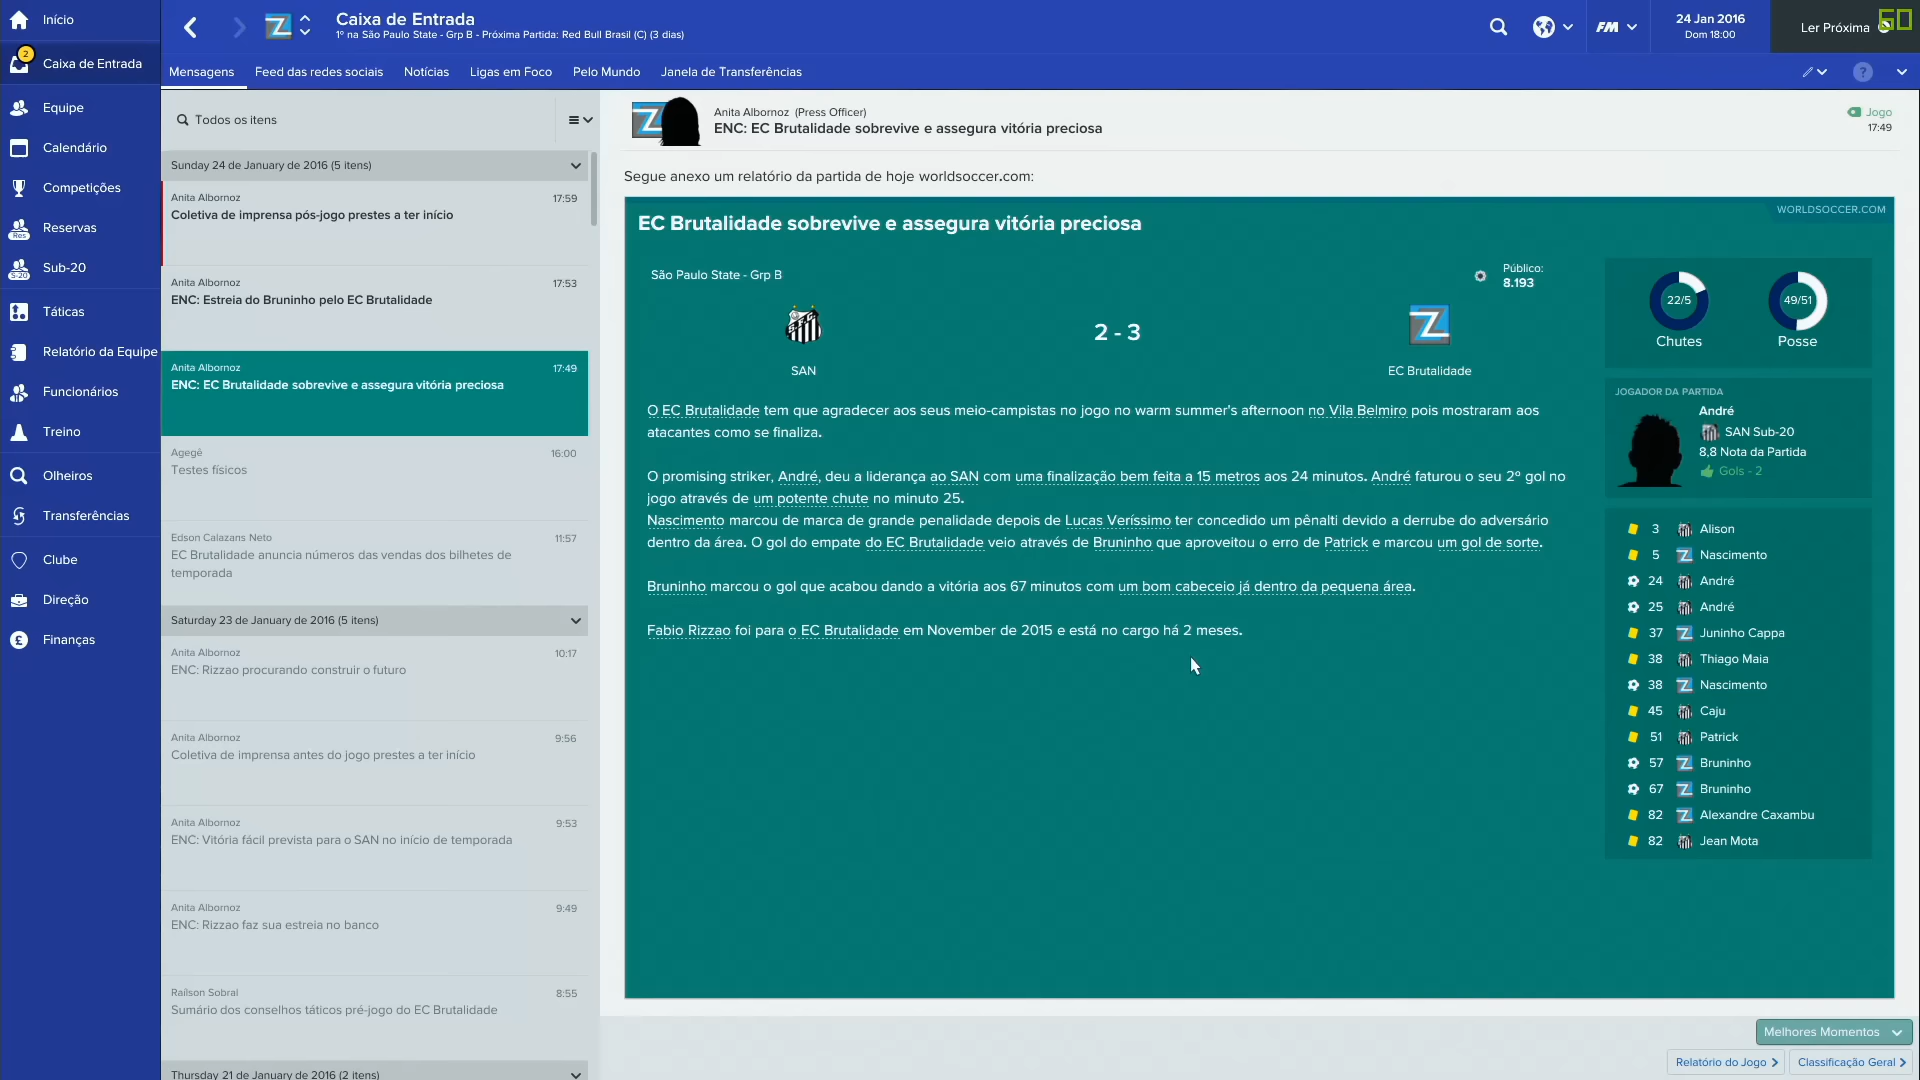 Início
2
Caixa de Entrada
Equipe
Calendário
Competições
Res
Reservas
S-20
Sub-20
Táticas
Relatório da Equipe
Funcionários
Treino
Olheiros
Transferências
Clube
Direção
Finanças
Z
Caixa de Entrada
1º na São Paulo State - Grp B - Próxima Partida: Red Bull Brasil (C) (3 dias)
FM
24 Jan 2016
Dom 18:00
Ler Próxima
60
Mensagens
Feed das redes sociais
Notícias
Ligas em Foco
Pelo Mundo
Janela de Transferências
?
Todos os itens
Sunday 24 de January de 2016 (5 itens)
Anita Albornoz 17:59
Coletiva de imprensa pós-jogo prestes a ter início
Anita Albornoz 17:53
ENC: Estreia do Bruninho pelo EC Brutalidade
Anita Albornoz 17:49
ENC: EC Brutalidade sobrevive e assegura vitória preciosa
Agegê 16:00
Testes físicos
Edson Calazans Neto 11:57
EC Brutalidade anuncia números das vendas dos bilhetes de
temporada
Saturday 23 de January de 2016 (5 itens)
Anita Albornoz 10:17
ENC: Rizzao procurando construir o futuro
Anita Albornoz 9:56
Coletiva de imprensa antes do jogo prestes a ter início
Anita Albornoz 9:53
ENC: Vitória fácil prevista para o SAN no início de temporada
Anita Albornoz 9:49
ENC: Rizzao faz sua estreia no banco
Raílson Sobral 8:55
Sumário dos conselhos táticos pré-jogo do EC Brutalidade
Thursday 21 de January de 2016 (2 itens)
Anita Albornoz (Press Officer)
ENC: EC Brutalidade sobrevive e assegura vitória preciosa
Jogo
17:49
Segue anexo um relatório da partida de hoje worldsoccer.com:
WORLDSOCCER.COM
EC Brutalidade sobrevive e assegura vitória preciosa
São Paulo State - Grp B
Público:
8.193
2 - 3
Z
SAN
EC Brutalidade
O EC Brutalidade tem que agradecer aos seus meio-campistas no jogo no warm summer's afternoon no Vila Belmiro pois mostraram aos
atacantes como se finaliza.
O promising striker, André, deu a liderança ao SAN com uma finalização bem feita a 15 metros aos 24 minutos. André faturou o seu 2º gol no
jogo através de um potente chute no minuto 25.
Nascimento marcou de marca de grande penalidade depois de Lucas Veríssimo ter concedido um pênalti devido a derrube do adversário
dentro da área. O gol do empate do EC Brutalidade veio através de Bruninho que aproveitou o erro de Patrick e marcou um gol de sorte.
Bruninho marcou o gol que acabou dando a vitória aos 67 minutos com um bom cabeceio já dentro da pequena área.
Fabio Rizzao foi para o EC Brutalidade em November de 2015 e está no cargo há 2 meses.
22/5
Chutes
49/51
Posse
JOGADOR DA PARTIDA
André
SAN Sub-20
8,8 Nota da Partida
Gols - 2
3 Alison
5 Nascimento
24 André
25 André
37 Juninho Cappa
38 Thiago Maia
38 Nascimento
45 Caju
51 Patrick
57 Bruninho
67 Bruninho
82 Alexandre Caxambu
82 Jean Mota
Melhores Momentos
Relatório do Jogo
Classificação Geral